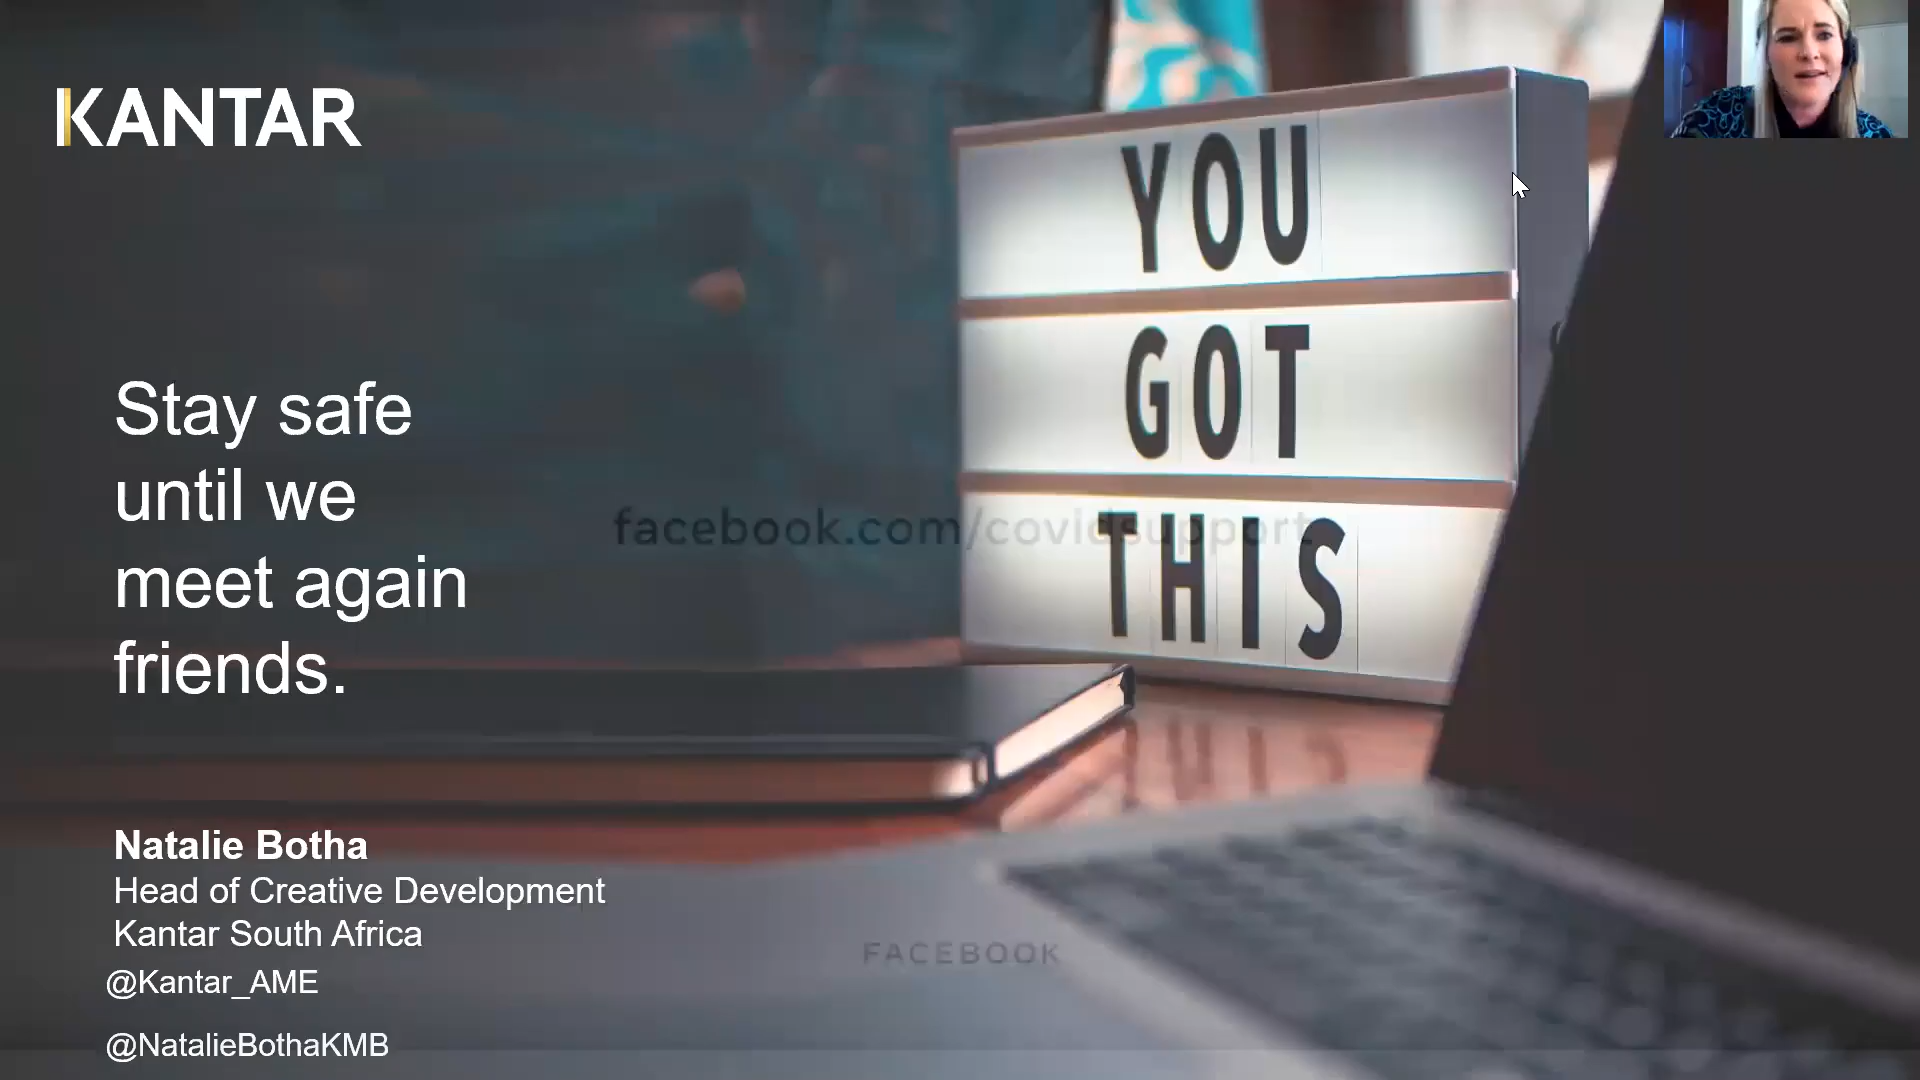 KANTAR
YOU
GOT
THIS
Stay safe
until we
meet again
friends.
facebook.com/covidsupport
Natalie Botha
Head of Creative Development
Kantar South Africa
FACEBOOK
@Kantar_AME
@NatalieBothaKMB